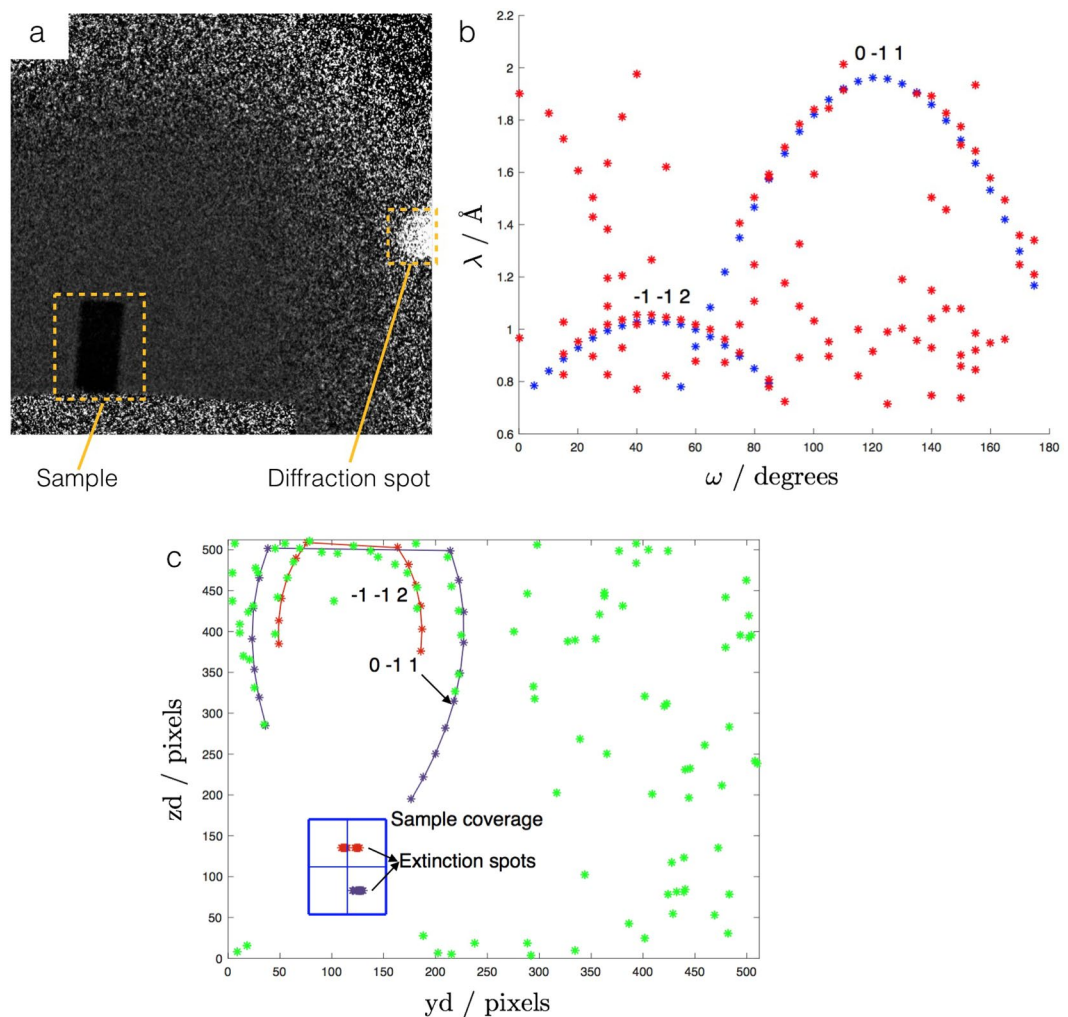 a
Sample
Diffraction spot
b
2.2
2
1.8
1.6
1.4
1.2
1
0.8
0.6
λ / Å
0 -1 1
-1 -1 2
0 20 40 60 80 100 120 140 160 180
ω / degrees
c
500
450
400
350
300
250
200
150
100
50
0
zd / pixels
-1 -1 2
0 -1 1
Sample coverage
Extinction spots
0 50 100 150 200 250 300 350 400 450 500
yd / pixels